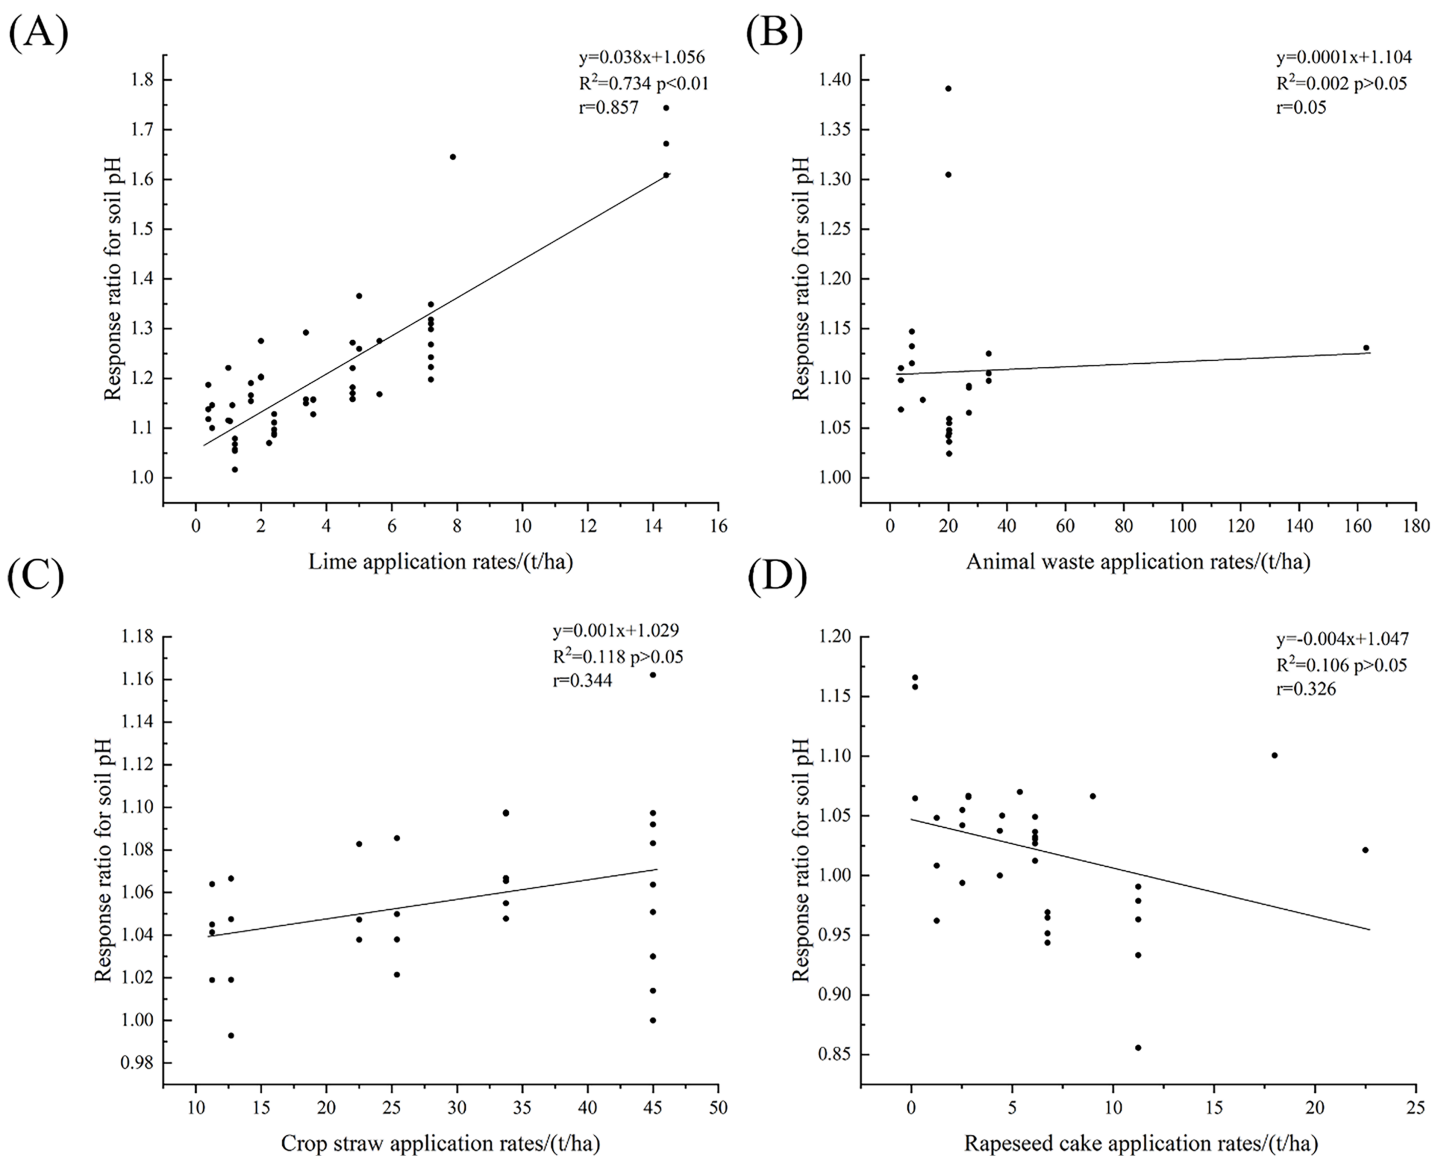 (A)
y=0.038x+1.056
R²=0.734 p<0.01
r=0.857
Response ratio for soil pH
1.8
1.7
1.6
1.5
1.4
1.3
1.2
1.1
1.0
0 2 4 6 8 10 12 14 16
Lime application rates/(t/ha)
(B)
y=0.0001x+1.104
R²=0.002 p>0.05
r=0.05
Response ratio for soil pH
1.40
1.35
1.30
1.25
1.20
1.15
1.10
1.05
1.00
0 20 40 60 80 100 120 140 160 180
Animal waste application rates/(t/ha)
(C)
y=0.001x+1.029
R²=0.118 p>0.05
r=0.344
Response ratio for soil pH
1.18
1.16
1.14
1.12
1.10
1.08
1.06
1.04
1.02
1.00
0.98
10 15 20 25 30 35 40 45 50
Crop straw application rates/(t/ha)
(D)
y=-0.004x+1.047
R²=0.106 p>0.05
r=0.326
Response ratio for soil pH
1.20
1.15
1.10
1.05
1.00
0.95
0.90
0.85
0 5 10 15 20 25
Rapeseed cake application rates/(t/ha)